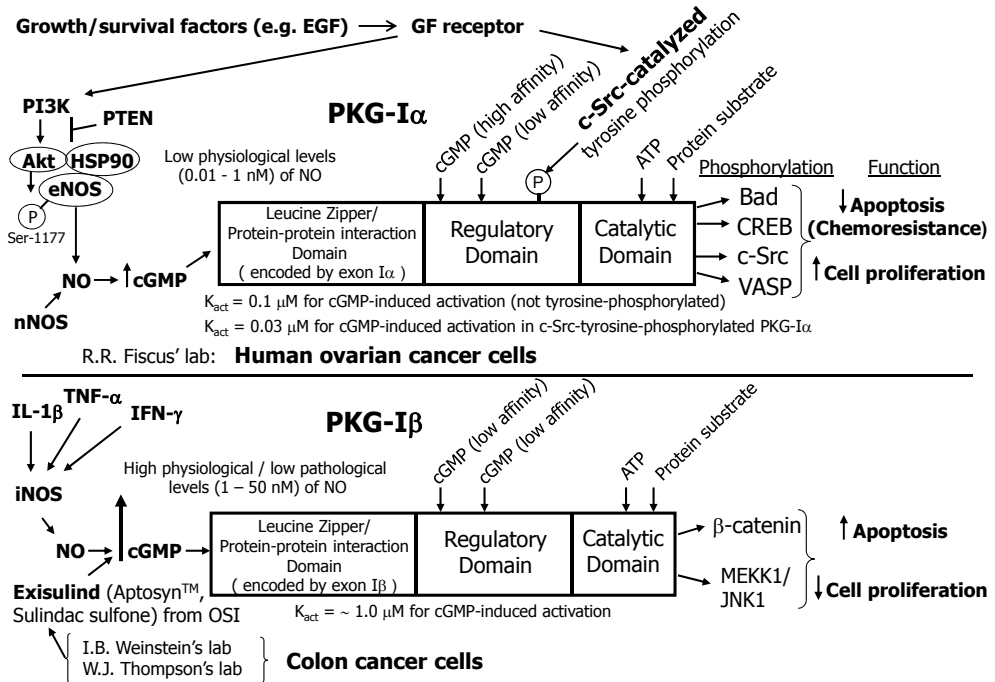 Growth/survival factors (e.g. EGF)
GF receptor
c-Src-catalyzed
tyrosine phosphorylation
PI3K
PTEN
Akt
HSP90
eNOS
P
Ser-1177
NO
cGMP
nNOS
PKG-Iα
Low physiological levels
(0.01 - 1 nM) of NO
cGMP (high affinity)
cGMP (low affinity)
P
ATP
Protein substrate
Leucine Zipper/
Protein-protein interaction
Domain
( encoded by exon Iα )
Regulatory
Domain
Catalytic
Domain
Phosphorylation
Bad
CREB
c-Src
VASP
Function
Apoptosis
(Chemoresistance)
Cell proliferation
Kact = 0.1 μM for cGMP-induced activation (not tyrosine-phosphorylated)
Kact = 0.03 μM for cGMP-induced activation in c-Src-tyrosine-phosphorylated PKG-Iα
R.R. Fiscus’ lab: Human ovarian cancer cells
IL-1β
TNF-α
IFN-γ
iNOS
NO
cGMP
PKG-Iβ
High physiological / low pathological
levels (1 – 50 nM) of NO
cGMP (low affinity)
cGMP (low affinity)
ATP
Protein substrate
Leucine Zipper/
Protein-protein interaction
Domain
( encoded by exon Iβ )
Regulatory
Domain
Catalytic
Domain
β-catenin
MEKK1/
JNK1
Apoptosis
Cell proliferation
Exisulind (Aptosyn™,
Sulindac sulfone) from OSI
Kact = ~ 1.0 μM for cGMP-induced activation
I.B. Weinstein’s lab
W.J. Thompson’s lab
Colon cancer cells